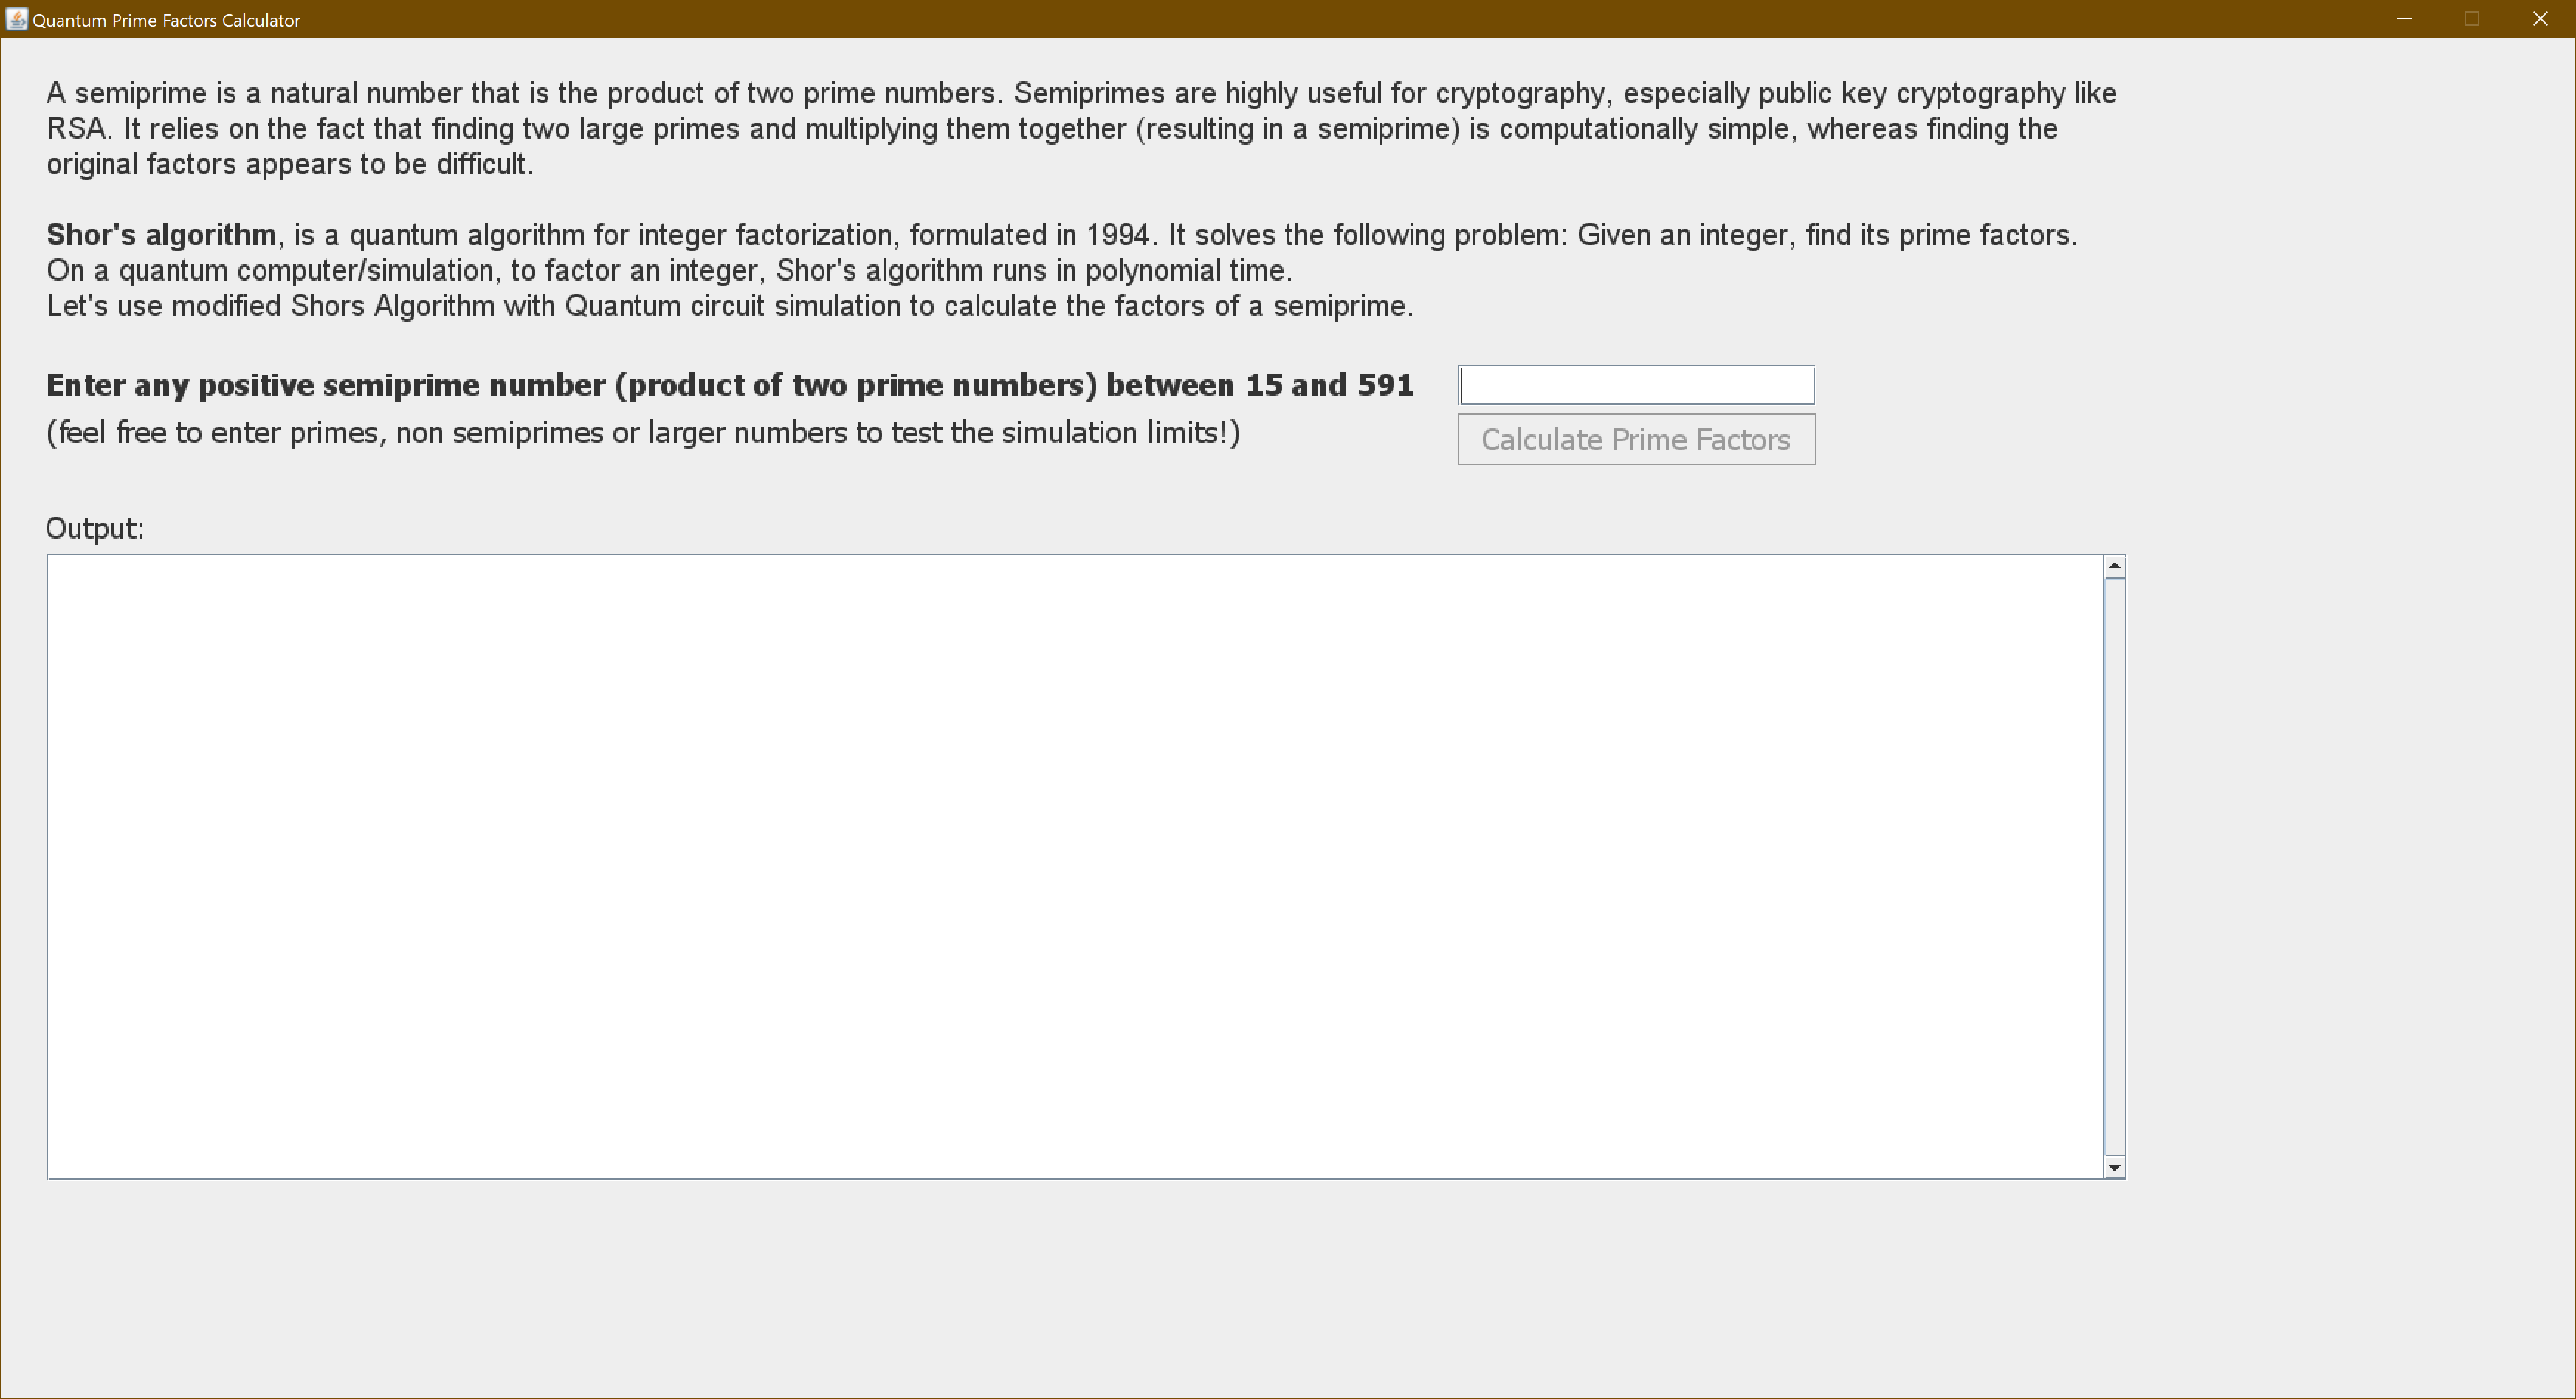 Quantum Prime Factors Calculator
A semiprime is a natural number that is the product of two prime numbers. Semiprimes are highly useful for cryptography, especially public key cryptography like
RSA. It relies on the fact that finding two large primes and multiplying them together (resulting in a semiprime) is computationally simple, whereas finding the
original factors appears to be difficult.
Shor's algorithm, is a quantum algorithm for integer factorization, formulated in 1994. It solves the following problem: Given an integer, find its prime factors.
On a quantum computer/simulation, to factor an integer, Shor's algorithm runs in polynomial time.
Let's use modified Shors Algorithm with Quantum circuit simulation to calculate the factors of a semiprime.
Enter any positive semiprime number (product of two prime numbers) between 15 and 591
(feel free to enter primes, non semiprimes or larger numbers to test the simulation limits!)
Calculate Prime Factors
Output: